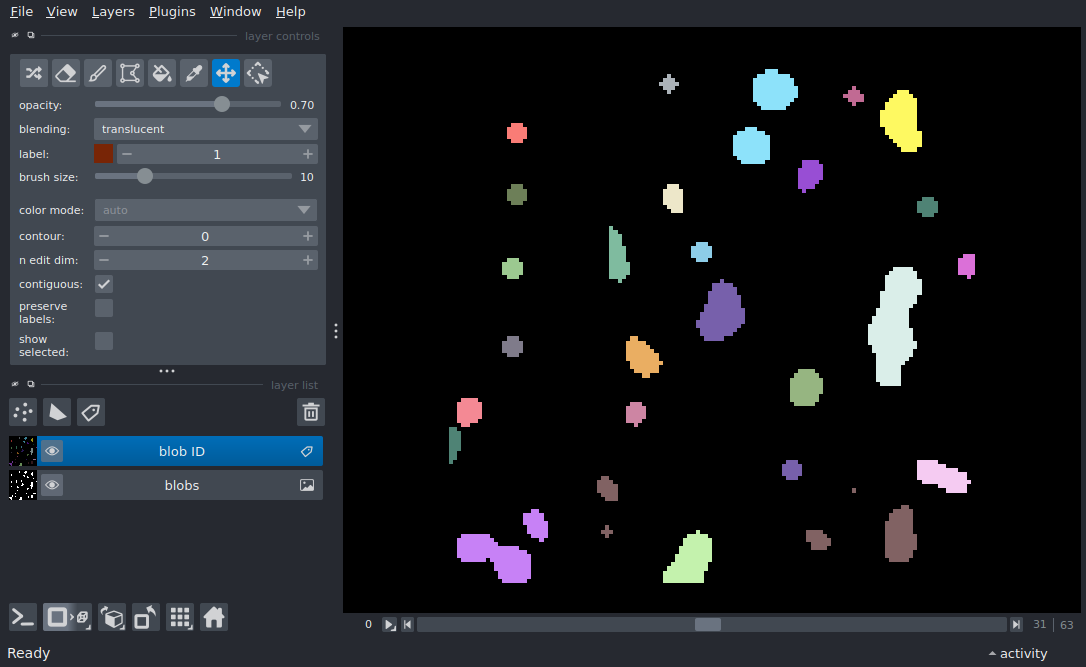 File View Layers Plugins Window Help
layer controls
opacity: 0.70
blending: translucent
label: 1
brush size: 10
color mode: auto
contour: 0
n edit dim: 2
contiguous:
preserve
labels:
show
selected:
layer list
blob ID
blobs
0 31 63
Ready activity